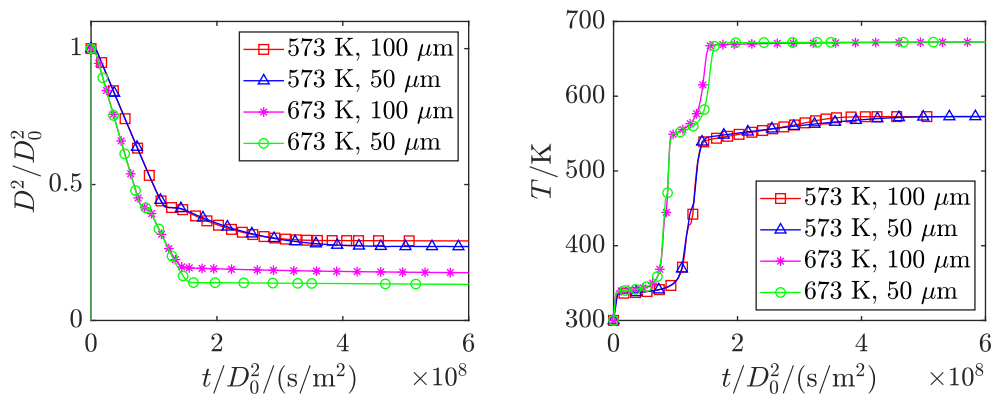 1
0.5
0
D²/D₀²
573 K, 100 μm
573 K, 50 μm
673 K, 100 μm
673 K, 50 μm
0 2 4 6
t/D₀²/(s/m²) ×10⁸
700
600
500
400
300
T/K
573 K, 100 μm
573 K, 50 μm
673 K, 100 μm
673 K, 50 μm
0 2 4 6
t/D₀²/(s/m²) ×10⁸